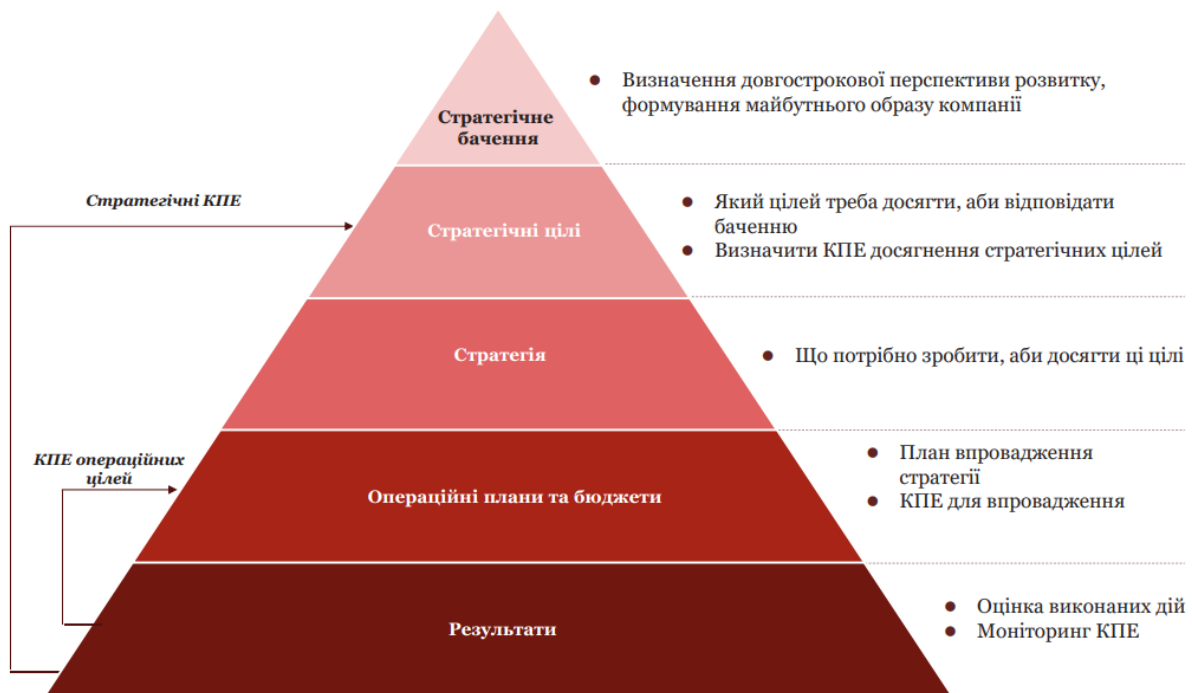 Стратегічне
бачення
● Визначення довгострокової перспективи розвитку,
формування майбутнього образу компанії
Стратегічні КПЕ
Стратегічні цілі
● Який цілей треба досягти, аби відповідати
баченню
● Визначити КПЕ досягнення стратегічних цілей
Стратегія
● Що потрібно зробити, аби досягти ці цілі
КПЕ операційних
цілей
Операційні плани та бюджети
● План впровадження
стратегії
● КПЕ для впровадження
Результати
● Оцінка виконаних дій
● Моніторинг КПЕ